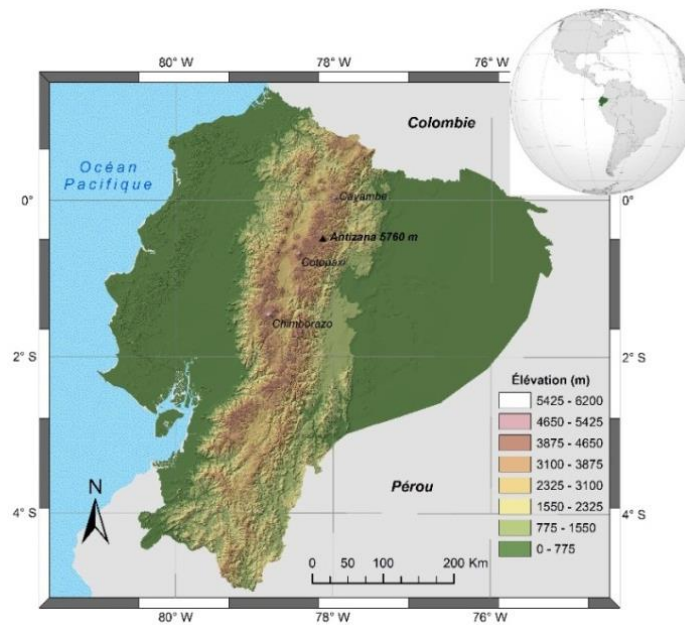 80° W
78° W
76° W
Colombie
Océan
Pacifique
0°
0°
Cayambe
Antizana 5760 m
Cotopaxi
Chimborazo
2° S
2° S
Élévation (m)
5425 - 6200
4650 - 5425
3875 - 4650
3100 - 3875
2325 - 3100
1550 - 2325
775 - 1550
0 - 775
Pérou
N
4° S
4° S
0 50 100 200 Km
80° W
78° W
76° W